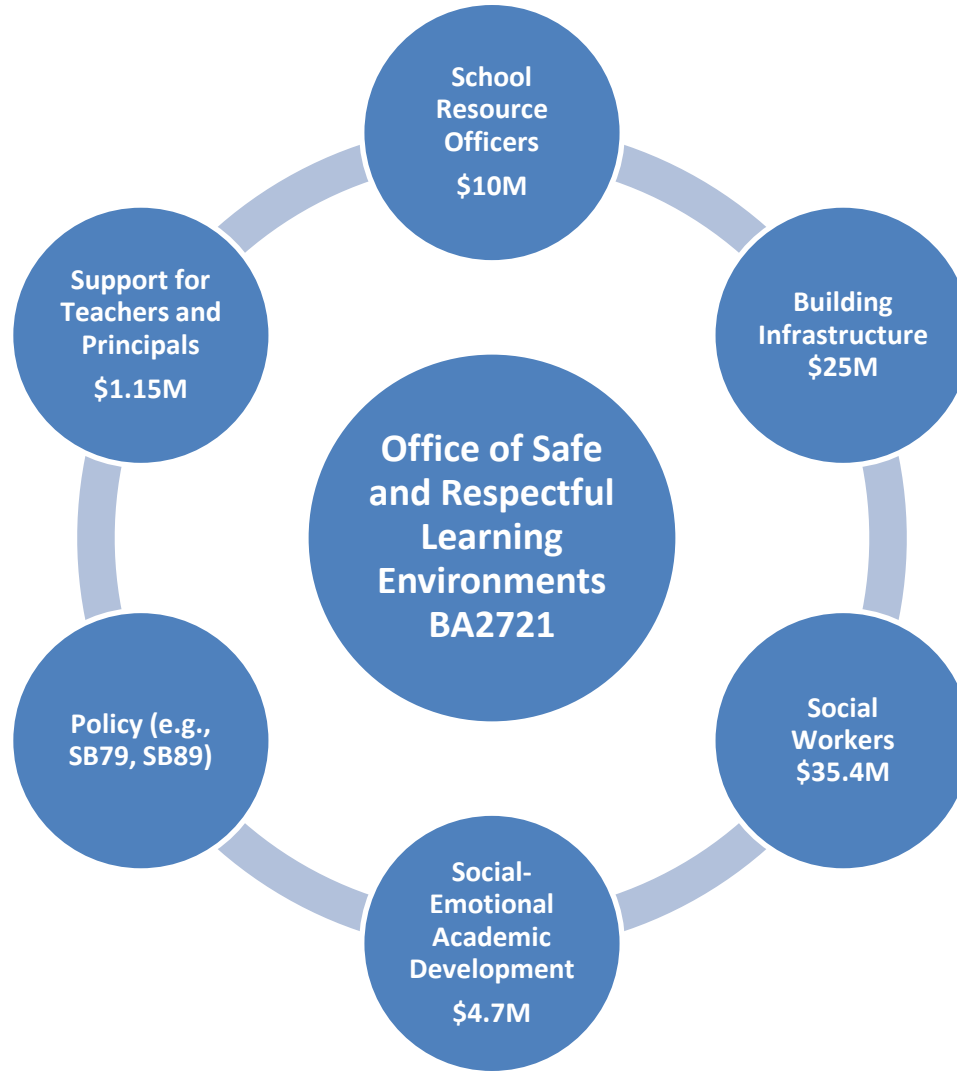 School
Resource
Officers
$10M
Building
Infrastructure
$25M
Social
Workers
$35.4M
Social-
Emotional
Academic
Development
$4.7M
Policy (e.g.,
SB79, SB89)
Support for
Teachers and
Principals
$1.15M
Office of Safe
and Respectful
Learning
Environments
BA2721